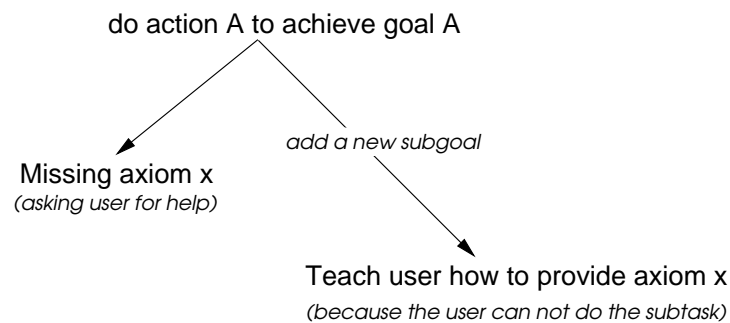 do action A to achieve goal A
add a new subgoal
Missing axiom x
(asking user for help)
Teach user how to provide axiom x
(because the user can not do the subtask)